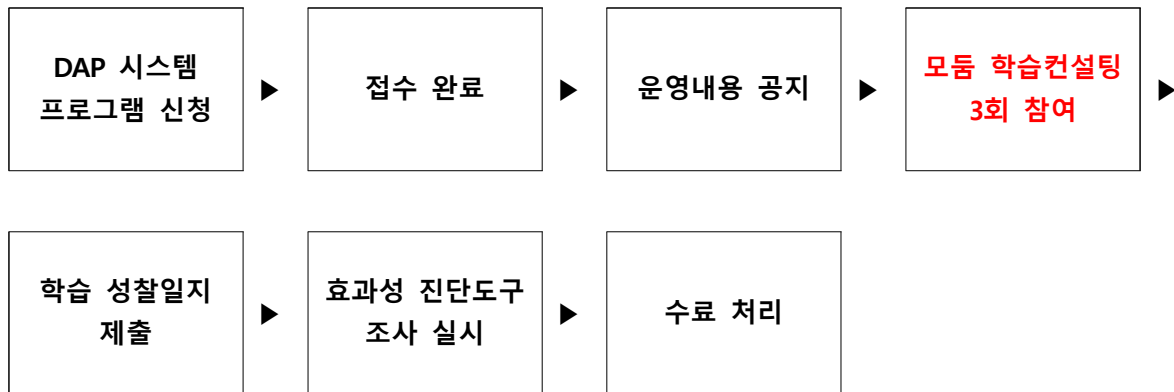 DAP 시스템
프로그램 신청
▶
접수 완료
▶
운영내용 공지
▶
모둠 학습컨설팅
3회 참여
▶
학습 성찰일지
제출
▶
효과성 진단도구
조사 실시
▶
수료 처리